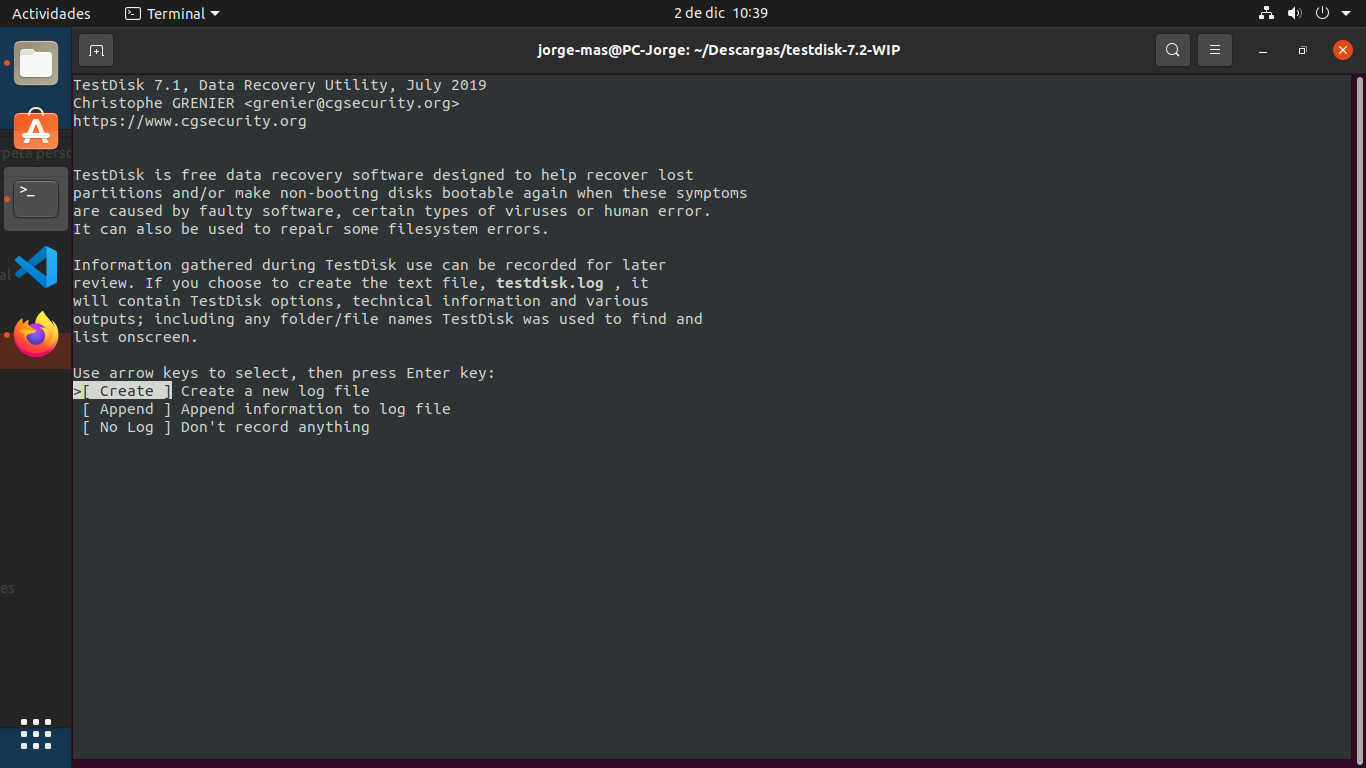 Actividades
Terminal
2 de dic 10:39
jorge-mas@PC-Jorge: ~/Descargas/testdisk-7.2-WIP
TestDisk 7.1, Data Recovery Utility, July 2019
Christophe GRENIER <grenier@cgsecurity.org>
https://www.cgsecurity.org
TestDisk is free data recovery software designed to help recover lost
partitions and/or make non-booting disks bootable again when these symptoms
are caused by faulty software, certain types of viruses or human error.
It can also be used to repair some filesystem errors.
Information gathered during TestDisk use can be recorded for later
review. If you choose to create the text file, testdisk.log , it
will contain TestDisk options, technical information and various
outputs; including any folder/file names TestDisk was used to find and
list onscreen.
Use arrow keys to select, then press Enter key:
>[ Create ] Create a new log file
[ Append ] Append information to log file
[ No Log ] Don't record anything